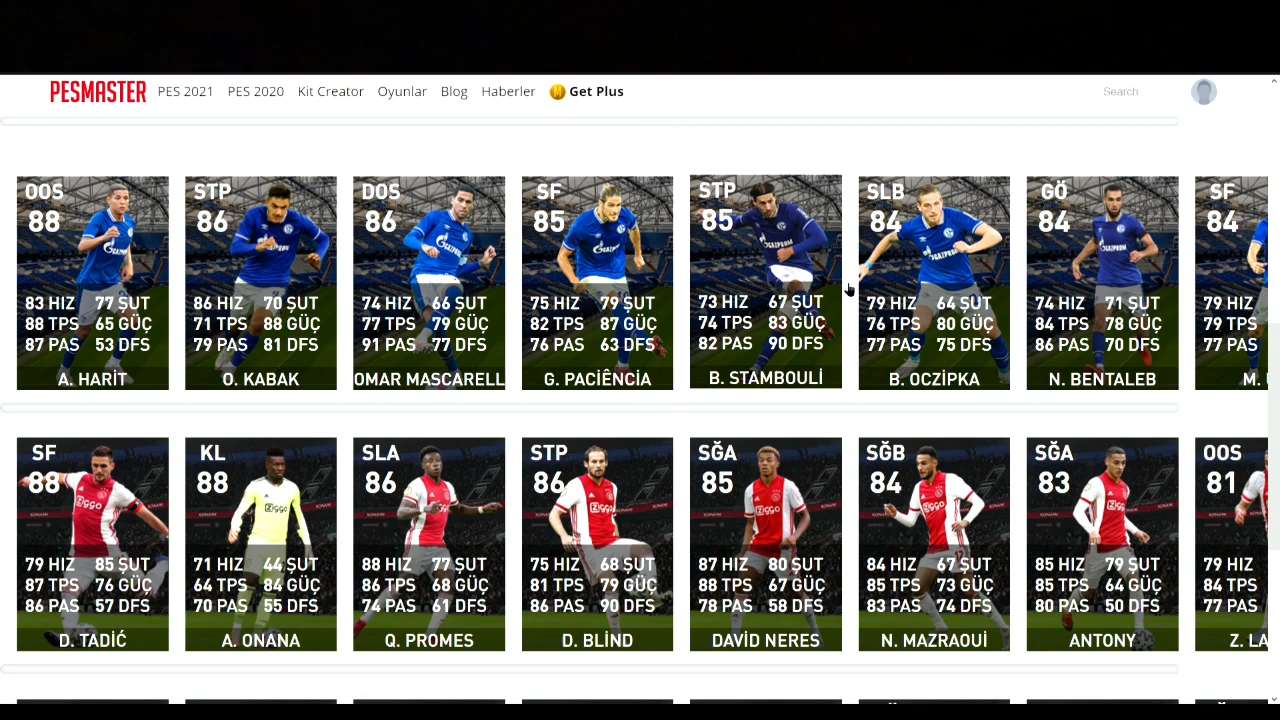 PESMASTER PES 2021 PES 2020 Kit Creator Oyunlar Blog Haberler Get Plus Search
OOS
88
83 HIZ 77 ŞUT
88 TPS 65 GÜÇ
87 PAS 53 DFS
A. HARİT
STP
86
86 HIZ 70 ŞUT
71 TPS 88 GÜÇ
79 PAS 81 DFS
O. KABAK
DOS
86
74 HIZ 66 ŞUT
77 TPS 79 GÜÇ
91 PAS 77 DFS
OMAR MASCARELL
SF
85
75 HIZ 79 ŞUT
82 TPS 87 GÜÇ
76 PAS 63 DFS
G. PACİÊNCİA
STP
85
73 HIZ 67 ŞUT
74 TPS 83 GÜÇ
82 PAS 90 DFS
B. STAMBOULİ
SLB
84
79 HIZ 64 ŞUT
76 TPS 80 GÜÇ
77 PAS 75 DFS
B. OCZİPKA
GÖ
84
74 HIZ 71 ŞUT
84 TPS 78 GÜÇ
86 PAS 70 DFS
N. BENTALEB
SF
84
79 HIZ
79 TPS
77 PAS
M.
SF
88
79 HIZ 85 ŞUT
87 TPS 76 GÜÇ
86 PAS 57 DFS
D. TADİĆ
KL
88
71 HIZ 44 ŞUT
64 TPS 84 GÜÇ
70 PAS 55 DFS
A. ONANA
SLA
86
88 HIZ 77 ŞUT
86 TPS 68 GÜÇ
74 PAS 61 DFS
Q. PROMES
STP
86
75 HIZ 68 ŞUT
81 TPS 79 GÜÇ
86 PAS 90 DFS
D. BLİND
SĞA
85
87 HIZ 80 ŞUT
88 TPS 67 GÜÇ
78 PAS 58 DFS
DAVİD NERES
SĞB
84
84 HIZ 67 ŞUT
85 TPS 73 GÜÇ
83 PAS 74 DFS
N. MAZRAOUİ
SĞA
83
85 HIZ 79 ŞUT
85 TPS 64 GÜÇ
80 PAS 50 DFS
ANTONY
OOS
81
79 HIZ
84 TPS
77 PAS
Z. LA